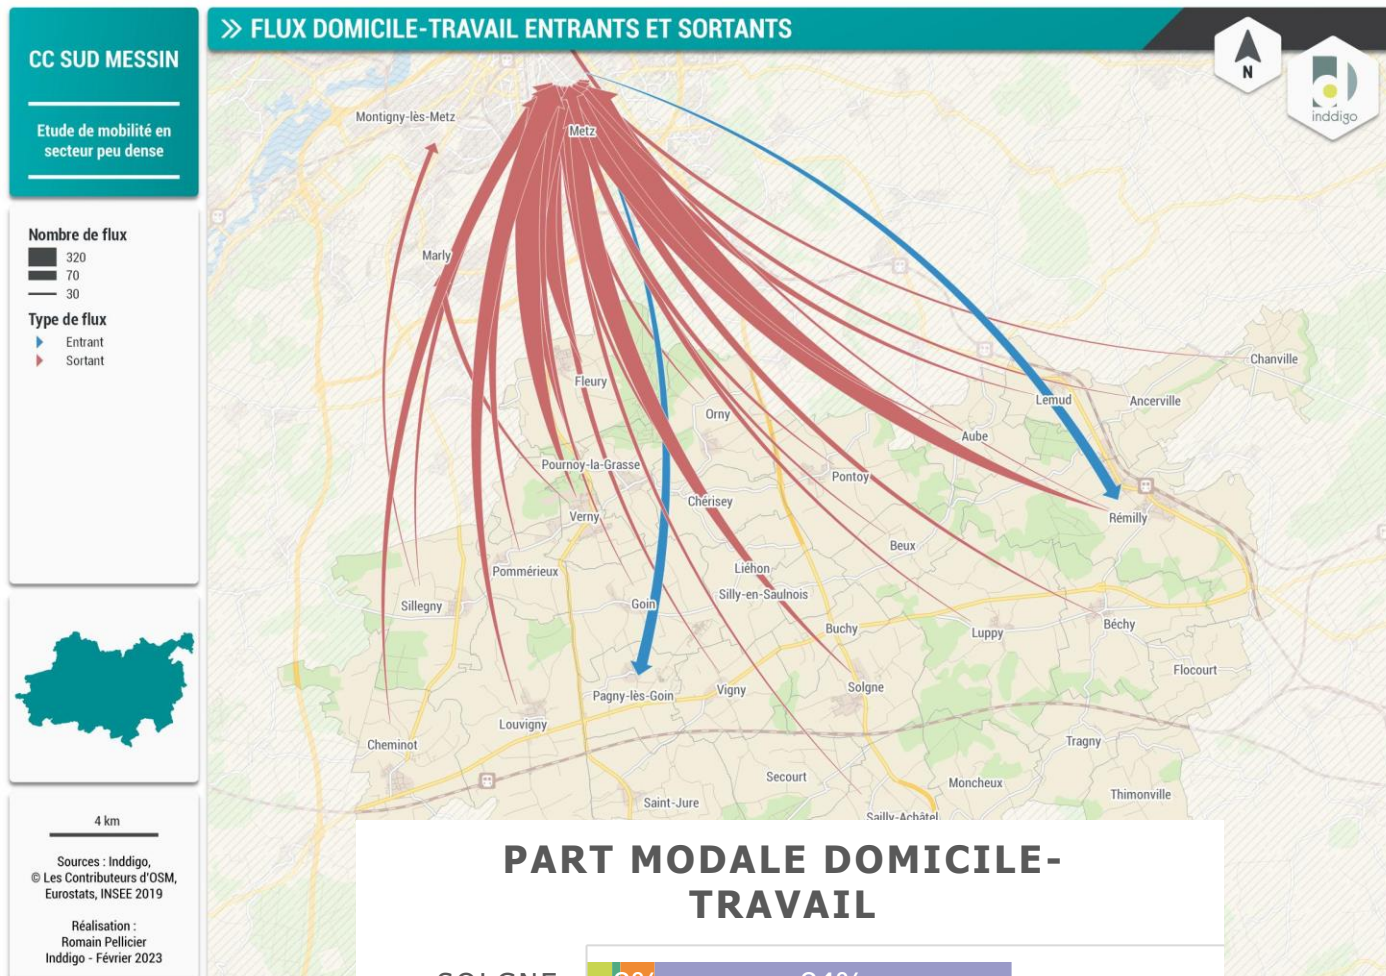 CC SUD MESSIN
Etude de mobilité en
secteur peu dense
>> FLUX DOMICILE-TRAVAIL ENTRANTS ET SORTANTS
N
inddigo
Nombre de flux
320
70
30
Type de flux
Entrant
Sortant
4 km
Sources : Inddigo,
© Les Contributeurs d'OSM,
Eurostats, INSEE 2019
Réalisation :
Romain Pellicier
Inddigo - Février 2023
Montigny-lès-Metz
Metz
Marly
Chanville
Fleury
Lemud
Ancerville
Orny
Aube
Pournoy-la-Grasse
Pontoy
Chérisey
Verny
Rémilly
Beux
Pommérieux
Liéhon
Silly-en-Saulnois
Sillegny
Goin
Buchy
Luppy
Béchy
Flocourt
Pagny-lès-Goin
Vigny
Solgne
Louvigny
Cheminot
Tragny
Secourt
Moncheux
Saint-Jure
Thimonville
Sailly-Achâtel
PART MODALE DOMICILE-
TRAVAIL
SOLGNE